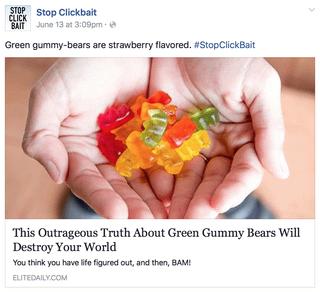 STOP
CLICK
BAIT
Stop Clickbait
June 13 at 3:09pm ·
Green gummy-bears are strawberry flavored. #StopClickBait
This Outrageous Truth About Green Gummy Bears Will
Destroy Your World
You think you have life figured out, and then, BAM!
ELITEDAILY.COM